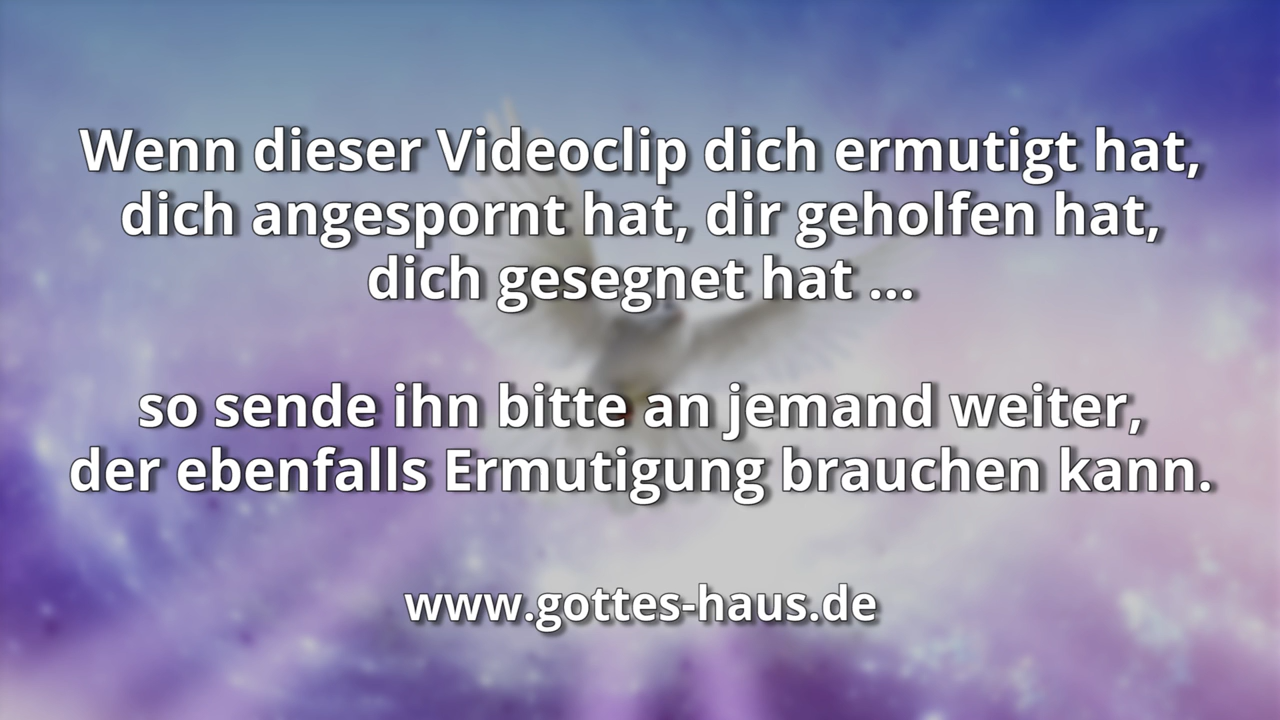 Wenn dieser Videoclip dich ermutigt hat,
dich angespornt hat, dir geholfen hat,
dich gesegnet hat ...
so sende ihn bitte an jemand weiter,
der ebenfalls Ermutigung brauchen kann.
www.gottes-haus.de